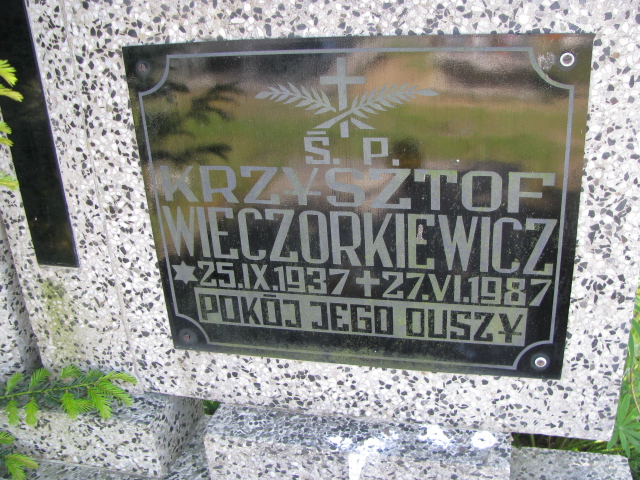 Ś. P.
KRZYSZTOF
WIECZORKIEWICZ
25.IX.1937 + 27.VI.1987
POKÓJ JEGO DUSZY